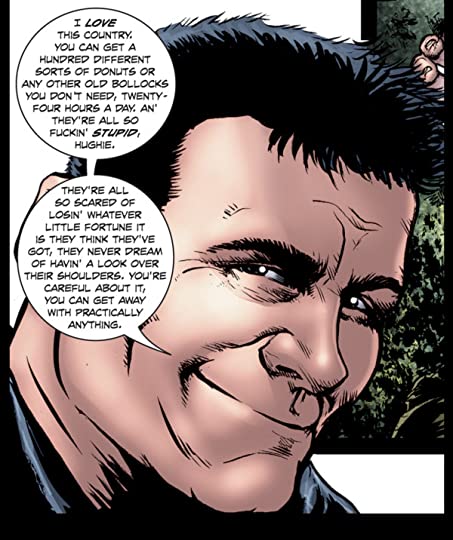 I LOVE
THIS COUNTRY.
YOU CAN GET A
HUNDRED DIFFERENT
SORTS OF DONUTS OR
ANY OTHER OLD BOLLOCKS
YOU DON'T NEED, TWENTY-
FOUR HOURS A DAY. AN'
THEY'RE ALL SO
FUCKIN' STUPID,
HUGHIE.
THEY'RE ALL
SO SCARED OF
LOSIN' WHATEVER
LITTLE FORTUNE IT
IS THEY THINK THEY'VE
GOT, THEY NEVER DREAM
OF HAVIN' A LOOK OVER
THEIR SHOULDERS. YOU'RE
CAREFUL ABOUT IT,
YOU CAN GET AWAY
WITH PRACTICALLY
ANYTHING.